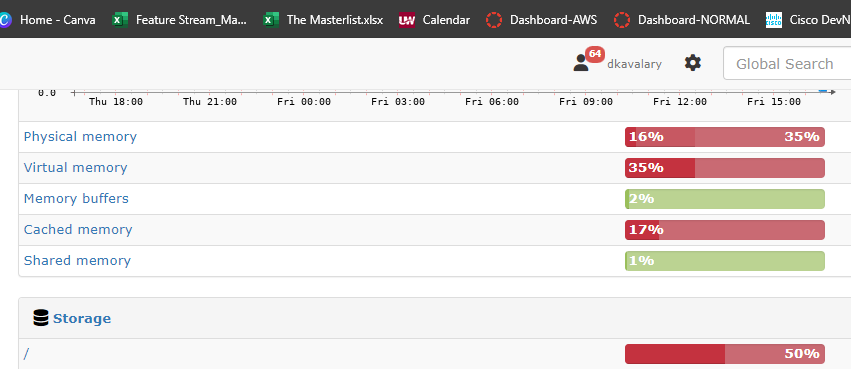 Home - Canva Feature Stream_Ma... The Masterlist.xlsx Calendar Dashboard-AWS Dashboard-NORMAL Cisco DevN
64 dkavalary Global Search
0.0
Thu 18:00 Thu 21:00 Fri 00:00 Fri 03:00 Fri 06:00 Fri 09:00 Fri 12:00 Fri 15:00
Physical memory 16% 35%
Virtual memory 35%
Memory buffers 2%
Cached memory 17%
Shared memory 1%
Storage
/ 50%